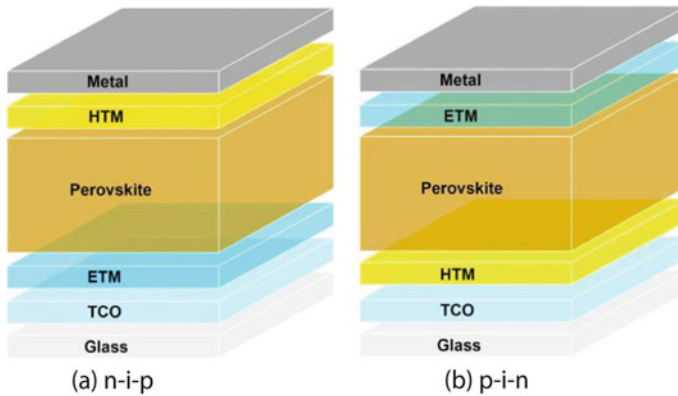 Metal
HTM
Perovskite
ETM
TCO
Glass
(a) n-i-p
Metal
ETM
Perovskite
HTM
TCO
Glass
(b) p-i-n